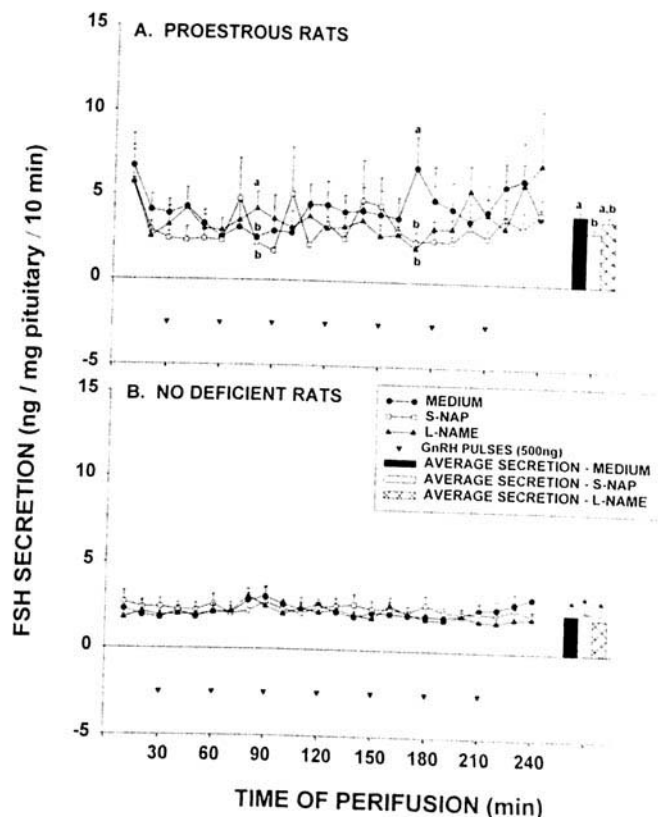 FSH SECRETION (ng / mg pituitary / 10 min)
15
A. PROESTROUS RATS
10
5
0
-5
a
b
b
a
b
b
a
b
a,b
15
B. NO DEFICIENT RATS
10
5
0
-5
MEDIUM
S-NAP
L-NAME
GnRH PULSES (500ng)
AVERAGE SECRETION - MEDIUM
AVERAGE SECRETION - S-NAP
AVERAGE SECRETION - L-NAME
30 60 90 120 150 180 210 240
TIME OF PERIFUSION (min)